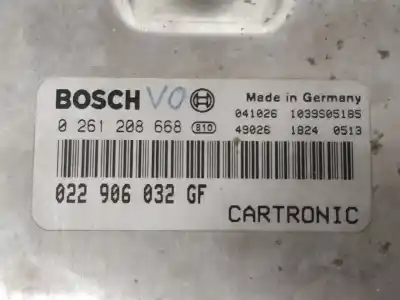 BOSCH VO
Made in Germany
0 261 208 668 B10
041026 1039S05185
49026 1824 0513
022 906 032 GF
CARTRONIC